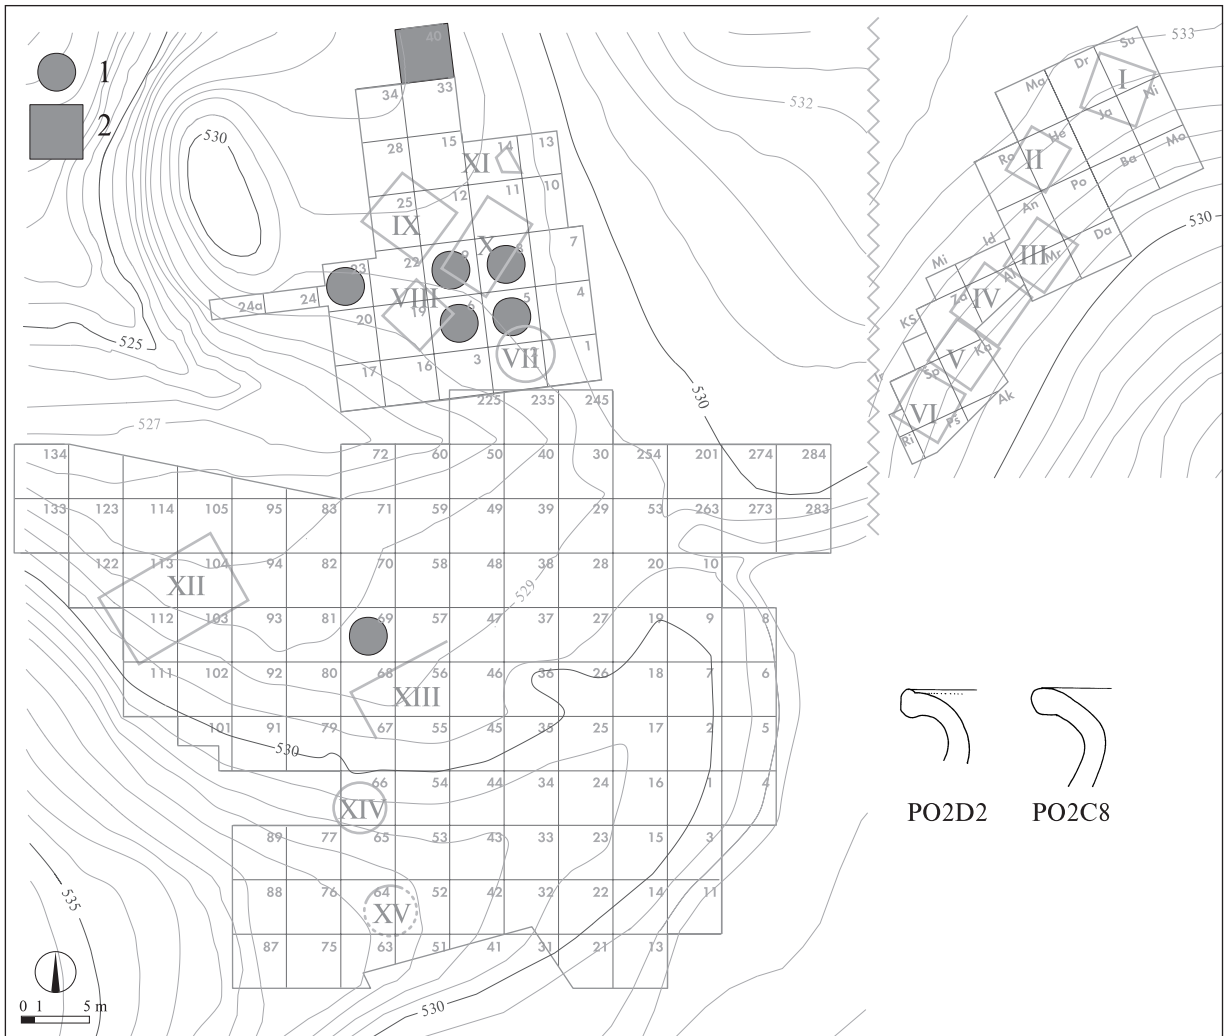 1
2
40
34 33
28 15
XI 14 13
25 12 11 10
IX X
7
23 22 9 8
24a 24 VIII
19 6 5 4
20
17 16 3 VII 2 1
530
525
527
532
530
225 235 245
134 72 60 50 40 30 254 201 274 284
133 123 114 105 95 83 71 59 49 39 29 53 263 273 283
122 113 104 94 82 70 58 48 38 28 20 10
XII 529
112 103 93 81 69 57 47 37 27 19 9 8
111 102 92 80 68 56 46 36 26 18 7 6
XIII
101 91 79 67 55 45 35 25 17 2 5
530
66 54 44 34 24 16 1 4
XIV
89 77 65 53 43 33 23 15 3
88 76 64 52 42 32 22 14 11
XV
87 75 63 51 41 31 21 13
535
530
0 1 5 m
533
Su
Dr
Ma I Ni
Ja
He Mo
Ro II Ba
Po
An
530
Id Da
III Mr
Mi
Al
Za IV
KS
Ka
V
Sp
Ak
VI
Ps
Ri
PO2D2 PO2C8